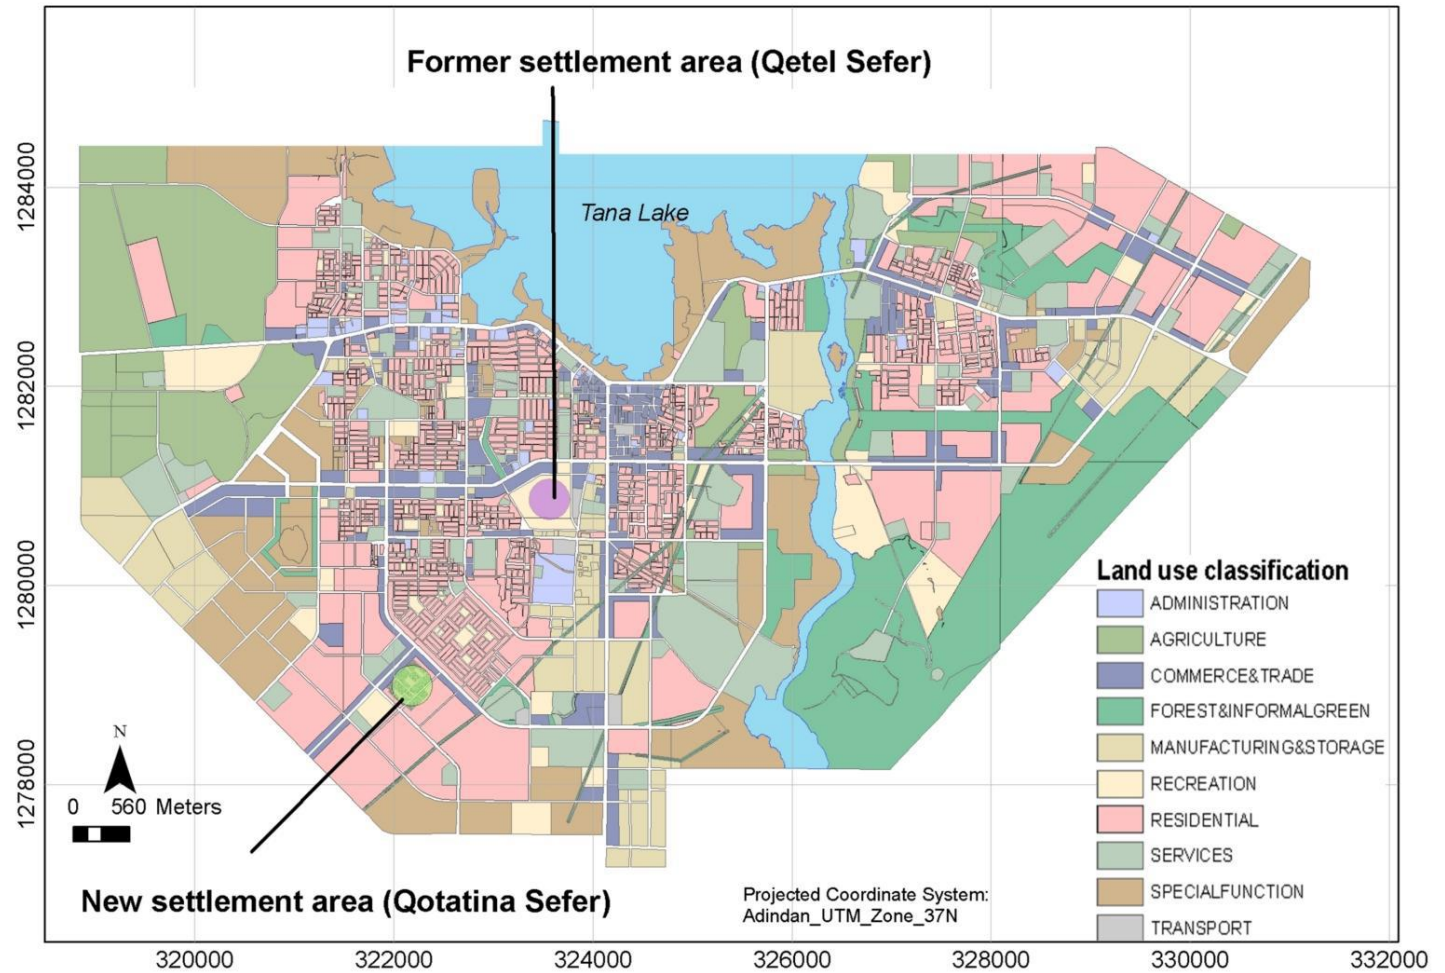 Former settlement area (Qetel Sefer)
Tana Lake
1284000
1282000
1280000
1278000
Land use classification
ADMINISTRATION
AGRICULTURE
COMMERCE&TRADE
FOREST&INFORMALGREEN
MANUFACTURING&STORAGE
RECREATION
RESIDENTIAL
SERVICES
SPECIALFUNCTION
TRANSPORT
N
0 560 Meters
New settlement area (Qotatina Sefer)
Projected Coordinate System:
Adindan_UTM_Zone_37N
320000 322000 324000 326000 328000 330000 332000